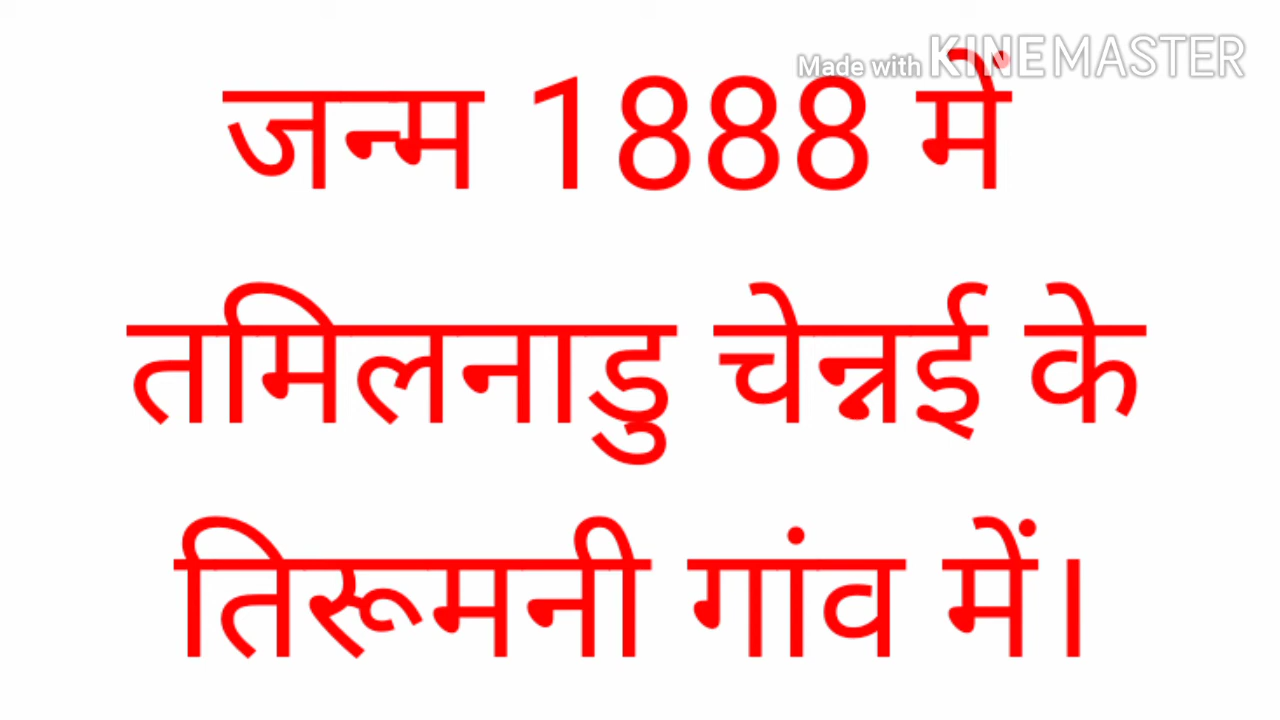 Made with KINEMASTER
जन्म 1888 में
तमिलनाडु चेन्नई के
तिरूमनी गांव में।